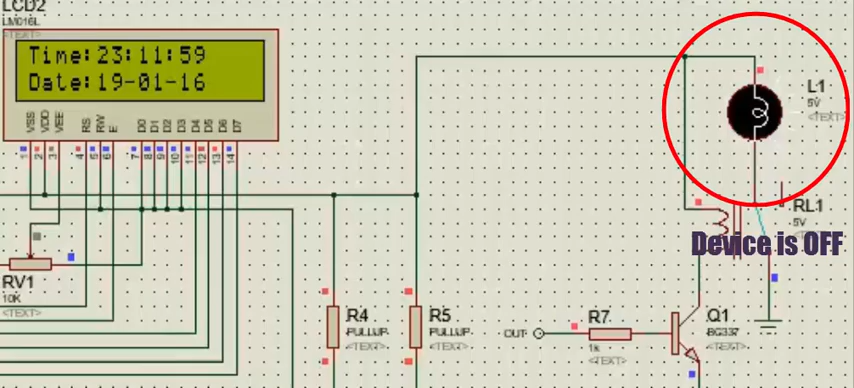 LCD2
LM016L
<TEXT>
Time:23:11:59
Date:19-01-16
VSS VDD VEE RS RW E D0 D1 D2 D3 D4 D5 D6 D7
1 2 3 4 5 6 7 8 9 10 11 12 13 14
L1
5V
<TEXT>
RL1
5V
Device is OFF
RV1
10K
<TEXT>
R4
PULLUP
<TEXT>
R5
PULLUP
<TEXT>
OUT
R7
1k
<TEXT>
Q1
BC337
<TEXT>